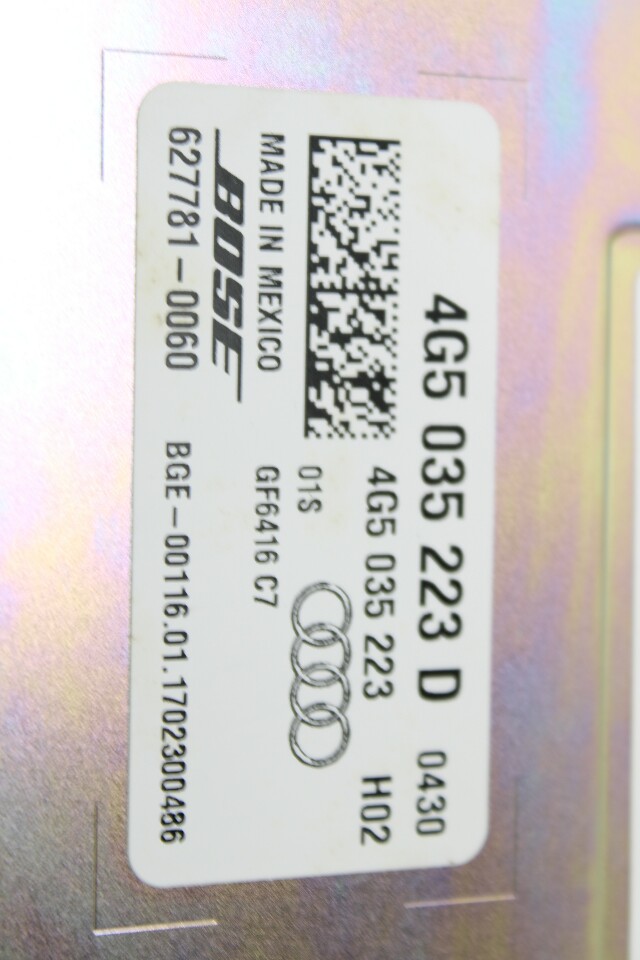 4G5 035 223 D 0430
4G5 035 223 H02
01S
MADE IN MEXICO
GF6416 C7
BOSE
627781-0060
BGE-00116.01.1702300486